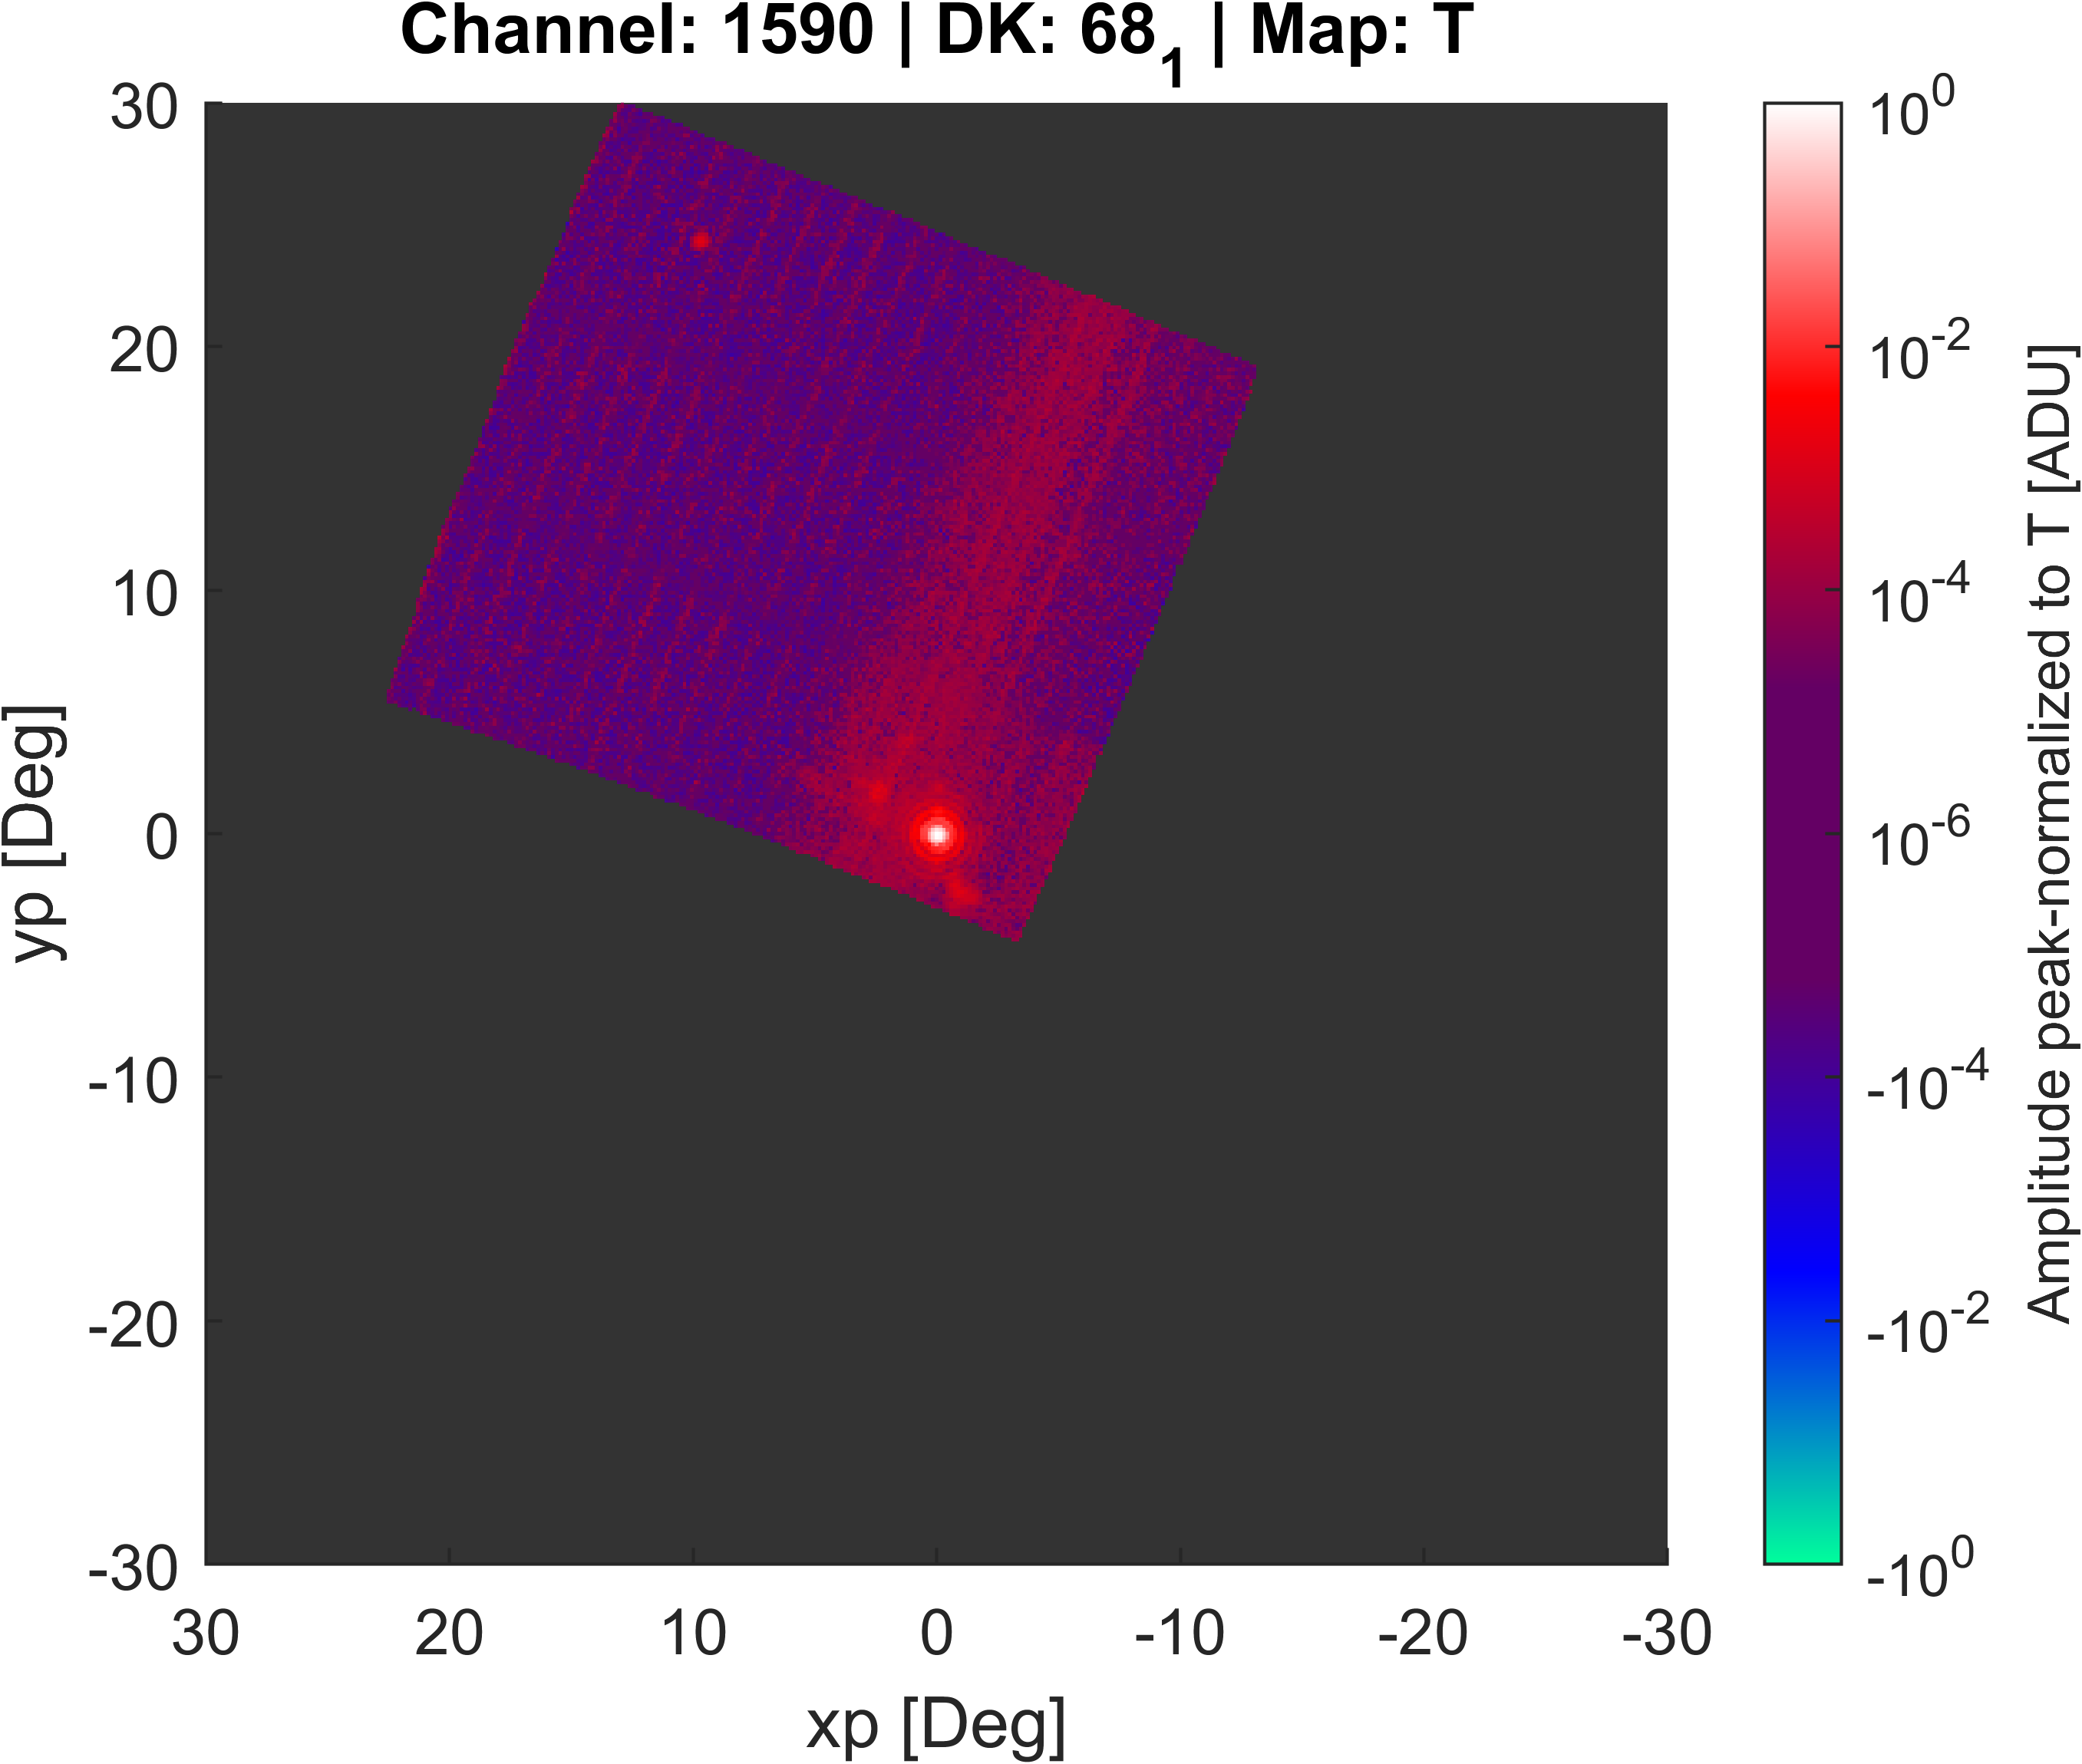 Channel: 1590 | DK: 68₁ | Map: T
30
20
10
0
-10
-20
-30
yp [Deg]
30 20 10 0 -10 -20 -30
xp [Deg]
10⁰
10⁻²
10⁻⁴
10⁻⁶
-10⁻⁴
-10⁻²
-10⁰
Amplitude peak-normalized to T [ADU]